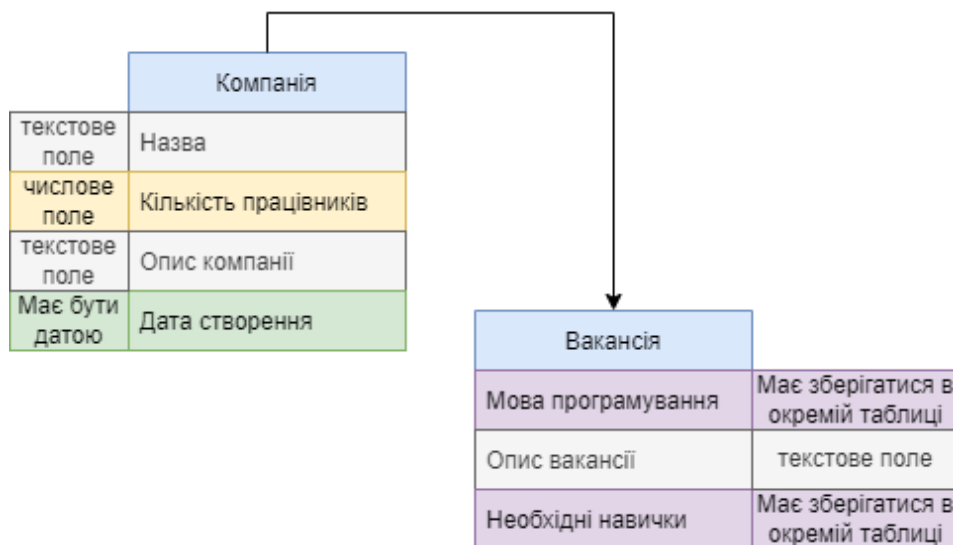 Компанія
текстове
поле
Назва
числове
поле
Кількість працівників
текстове
поле
Опис компанії
Має бути
датою
Дата створення
Вакансія
Мова програмування
Має зберігатися в
окремій таблиці
Опис вакансії
текстове поле
Необхідні навички
Має зберігатися в
окремій таблиці